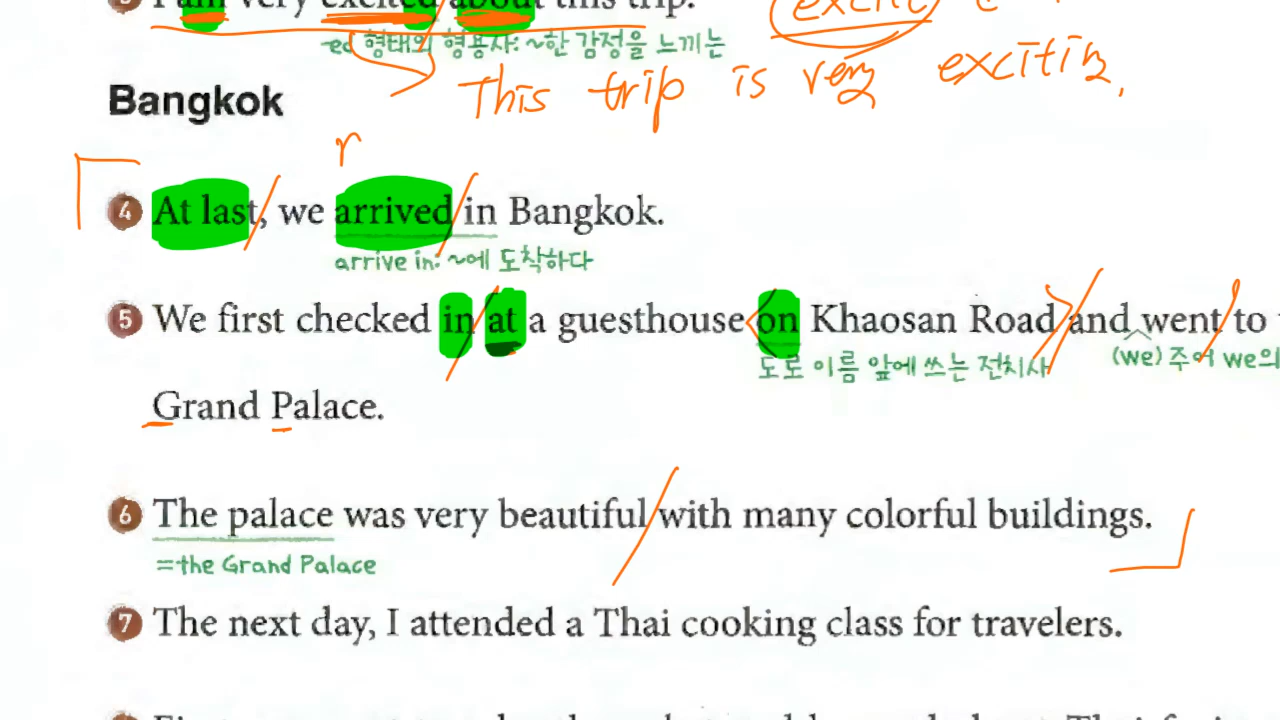 I am very excited about this trip.
excit
-ed 형태의 형용사: ~한 감정을 느끼는
This trip is very exciting.
Bangkok
r
4 At last, we arrived in Bangkok.
arrive in: ~에 도착하다
5 We first checked in at a guesthouse on Khaosan Road and went to
도로 이름 앞에 쓰는 전치사
(we) 주어 we의
Grand Palace.
6 The palace was very beautiful with many colorful buildings.
=the Grand Palace
7 The next day, I attended a Thai cooking class for travelers.